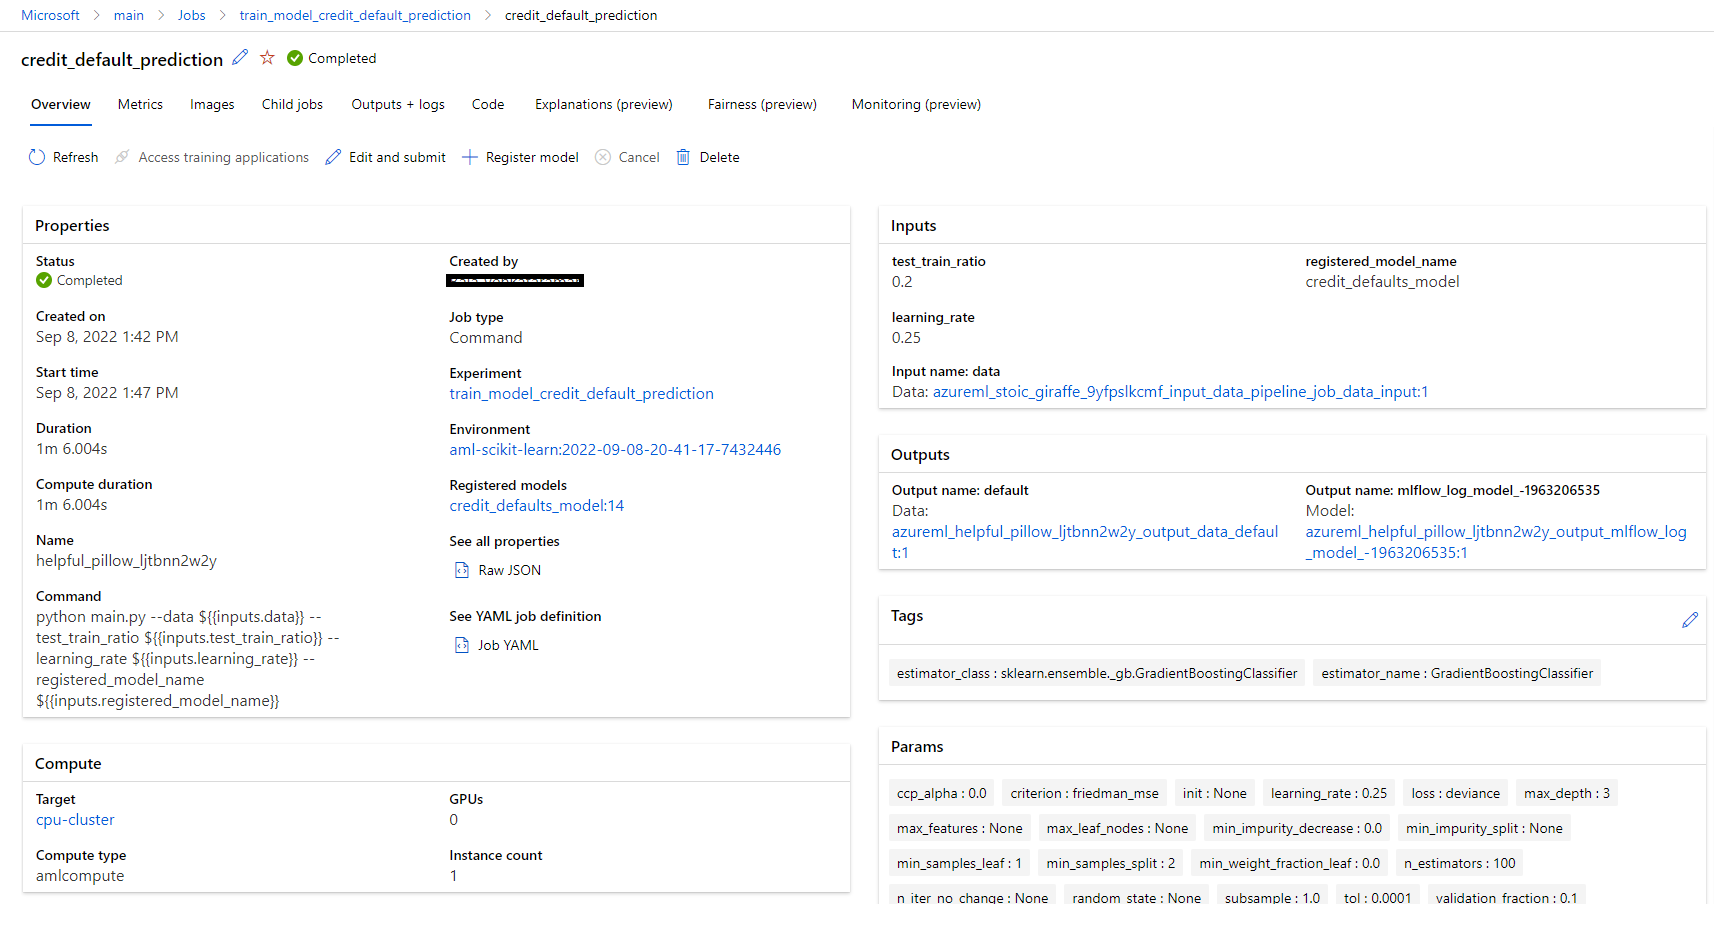 Microsoft > main > Jobs > train_model_credit_default_prediction > credit_default_prediction
credit_default_prediction Completed
Overview Metrics Images Child jobs Outputs + logs Code Explanations (preview) Fairness (preview) Monitoring (preview)
Refresh Access training applications Edit and submit Register model Cancel Delete
Properties
Status
Completed
Created on
Sep 8, 2022 1:42 PM
Start time
Sep 8, 2022 1:47 PM
Duration
1m 6.004s
Compute duration
1m 6.004s
Name
helpful_pillow_ljtbnn2w2y
Command
python main.py --data ${{inputs.data}} --
test_train_ratio ${{inputs.test_train_ratio}} --
learning_rate ${{inputs.learning_rate}} --
registered_model_name
${{inputs.registered_model_name}}
Created by
Job type
Command
Experiment
train_model_credit_default_prediction
Environment
aml-scikit-learn:2022-09-08-20-41-17-7432446
Registered models
credit_defaults_model:14
See all properties
Raw JSON
See YAML job definition
Job YAML
Compute
Target
cpu-cluster
Compute type
amlcompute
GPUs
0
Instance count
1
Inputs
test_train_ratio
0.2
registered_model_name
credit_defaults_model
learning_rate
0.25
Input name: data
Data: azureml_stoic_giraffe_9yfpslkcmf_input_data_pipeline_job_data_input:1
Outputs
Output name: default
Data:
azureml_helpful_pillow_ljtbnn2w2y_output_data_defaul
t:1
Output name: mlflow_log_model_-1963206535
Model:
azureml_helpful_pillow_ljtbnn2w2y_output_mlflow_log
_model_-1963206535:1
Tags
estimator_class : sklearn.ensemble._gb.GradientBoostingClassifier estimator_name : GradientBoostingClassifier
Params
ccp_alpha : 0.0 criterion : friedman_mse init : None learning_rate : 0.25 loss : deviance max_depth : 3
max_features : None max_leaf_nodes : None min_impurity_decrease : 0.0 min_impurity_split : None
min_samples_leaf : 1 min_samples_split : 2 min_weight_fraction_leaf : 0.0 n_estimators : 100
n_iter_no_change : None random_state : None subsample : 1.0 tol : 0.0001 validation_fraction : 0.1